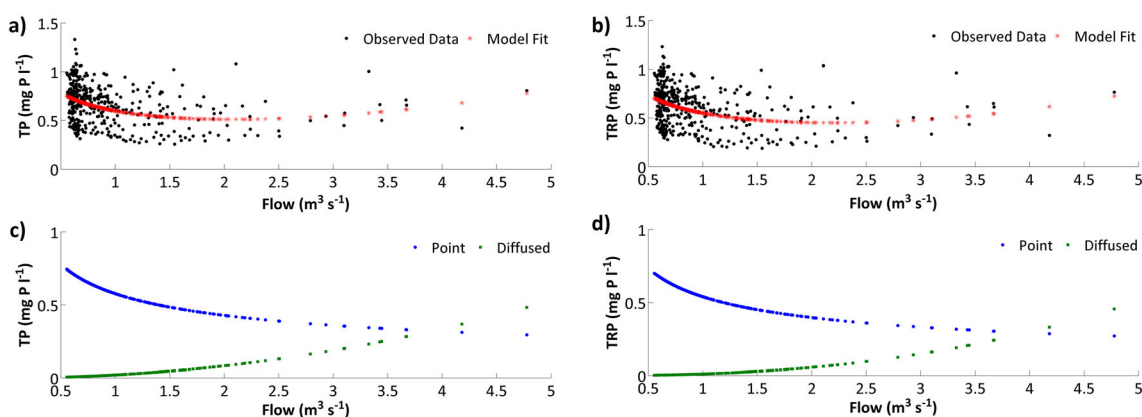 a)
1.5
1
0.5
0
TP (mg P l⁻¹)
Observed Data
Model Fit
1 1.5 2 2.5 3 3.5 4 4.5 5
Flow (m³ s⁻¹)
b)
1.5
1
0.5
0
TRP (mg P l⁻¹)
Observed Data
Model Fit
0.5 1 1.5 2 2.5 3 3.5 4 4.5 5
Flow (m³ s⁻¹)
c)
1
0.5
0
TP (mg P l⁻¹)
Point
Diffused
0.5 1 1.5 2 2.5 3 3.5 4 4.5 5
Flow (m³ s⁻¹)
d)
1
0.5
0
TRP (mg P l⁻¹)
Point
Diffused
0.5 1 1.5 2 2.5 3 3.5 4 4.5 5
Flow (m³ s⁻¹)